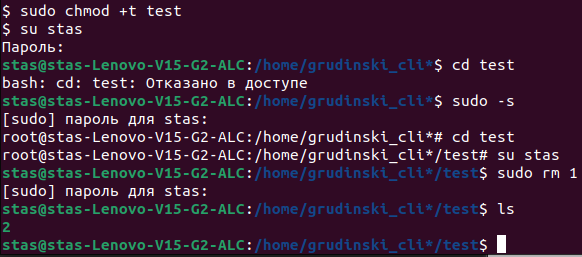 $ sudo chmod +t test
$ su stas
Пароль:
stas@stas-Lenovo-V15-G2-ALC:/home/grudinski_cli*$ cd test
bash: cd: test: Отказано в доступе
stas@stas-Lenovo-V15-G2-ALC:/home/grudinski_cli*$ sudo -s
[sudo] пароль для stas:
root@stas-Lenovo-V15-G2-ALC:/home/grudinski_cli*# cd test
root@stas-Lenovo-V15-G2-ALC:/home/grudinski_cli*/test# su stas
stas@stas-Lenovo-V15-G2-ALC:/home/grudinski_cli*/test$ sudo rm 1
[sudo] пароль для stas:
stas@stas-Lenovo-V15-G2-ALC:/home/grudinski_cli*/test$ ls
2
stas@stas-Lenovo-V15-G2-ALC:/home/grudinski_cli*/test$